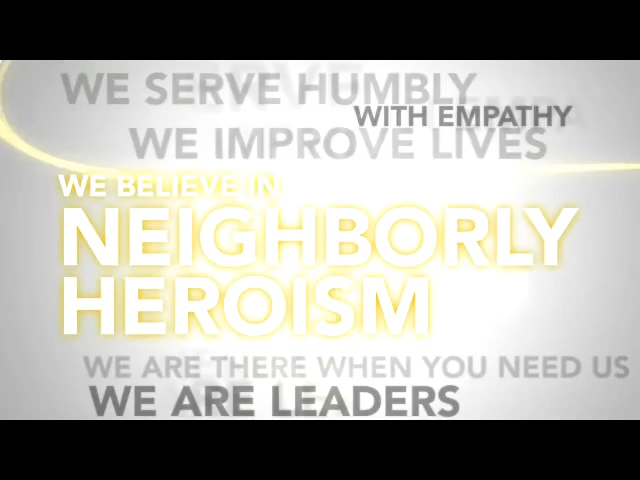 WE SERVE HUMBLY
WITH EMPATHY
WE IMPROVE LIVES
WE BELIEVE IN
NEIGHBORLY
HEROISM
WE ARE THERE WHEN YOU NEED US
WE ARE LEADERS